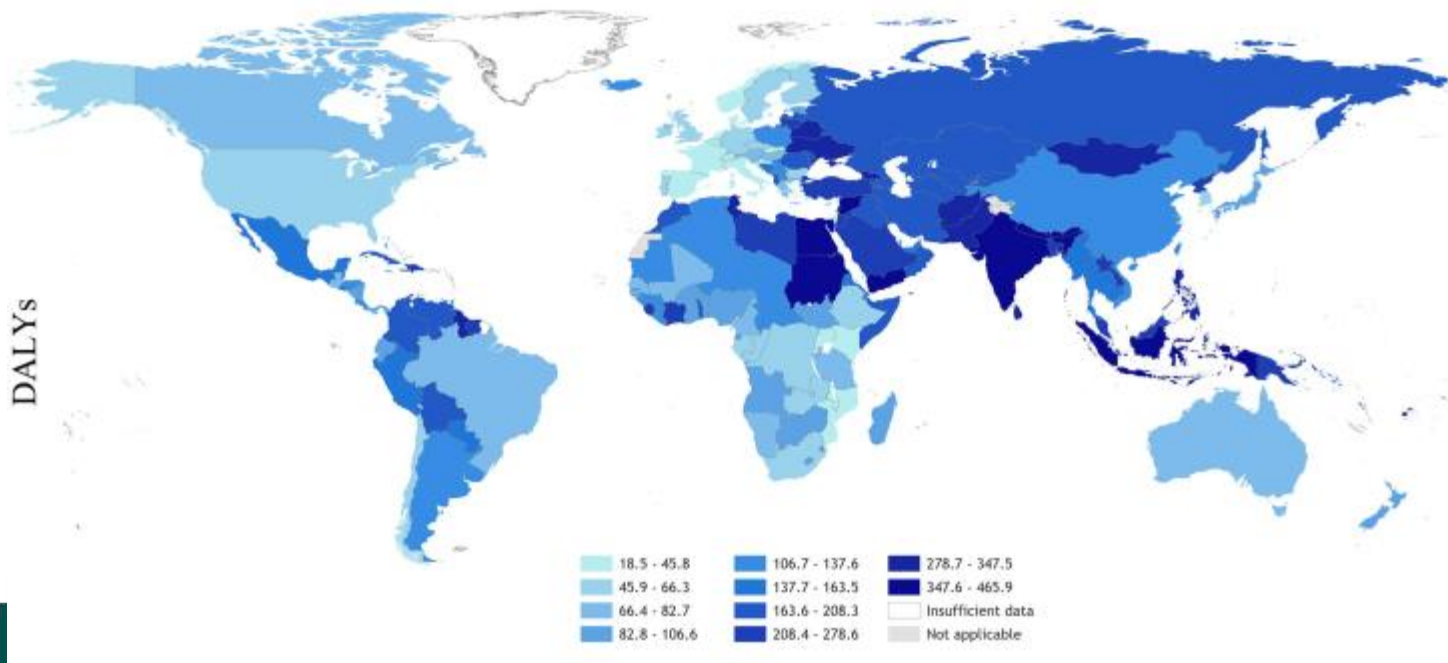 DALYs
18.5 - 45.8
45.9 - 66.3
66.4 - 82.7
82.8 - 106.6
106.7 - 137.6
137.7 - 163.5
163.6 - 208.3
208.4 - 278.6
278.7 - 347.5
347.6 - 465.9
Insufficient data
Not applicable